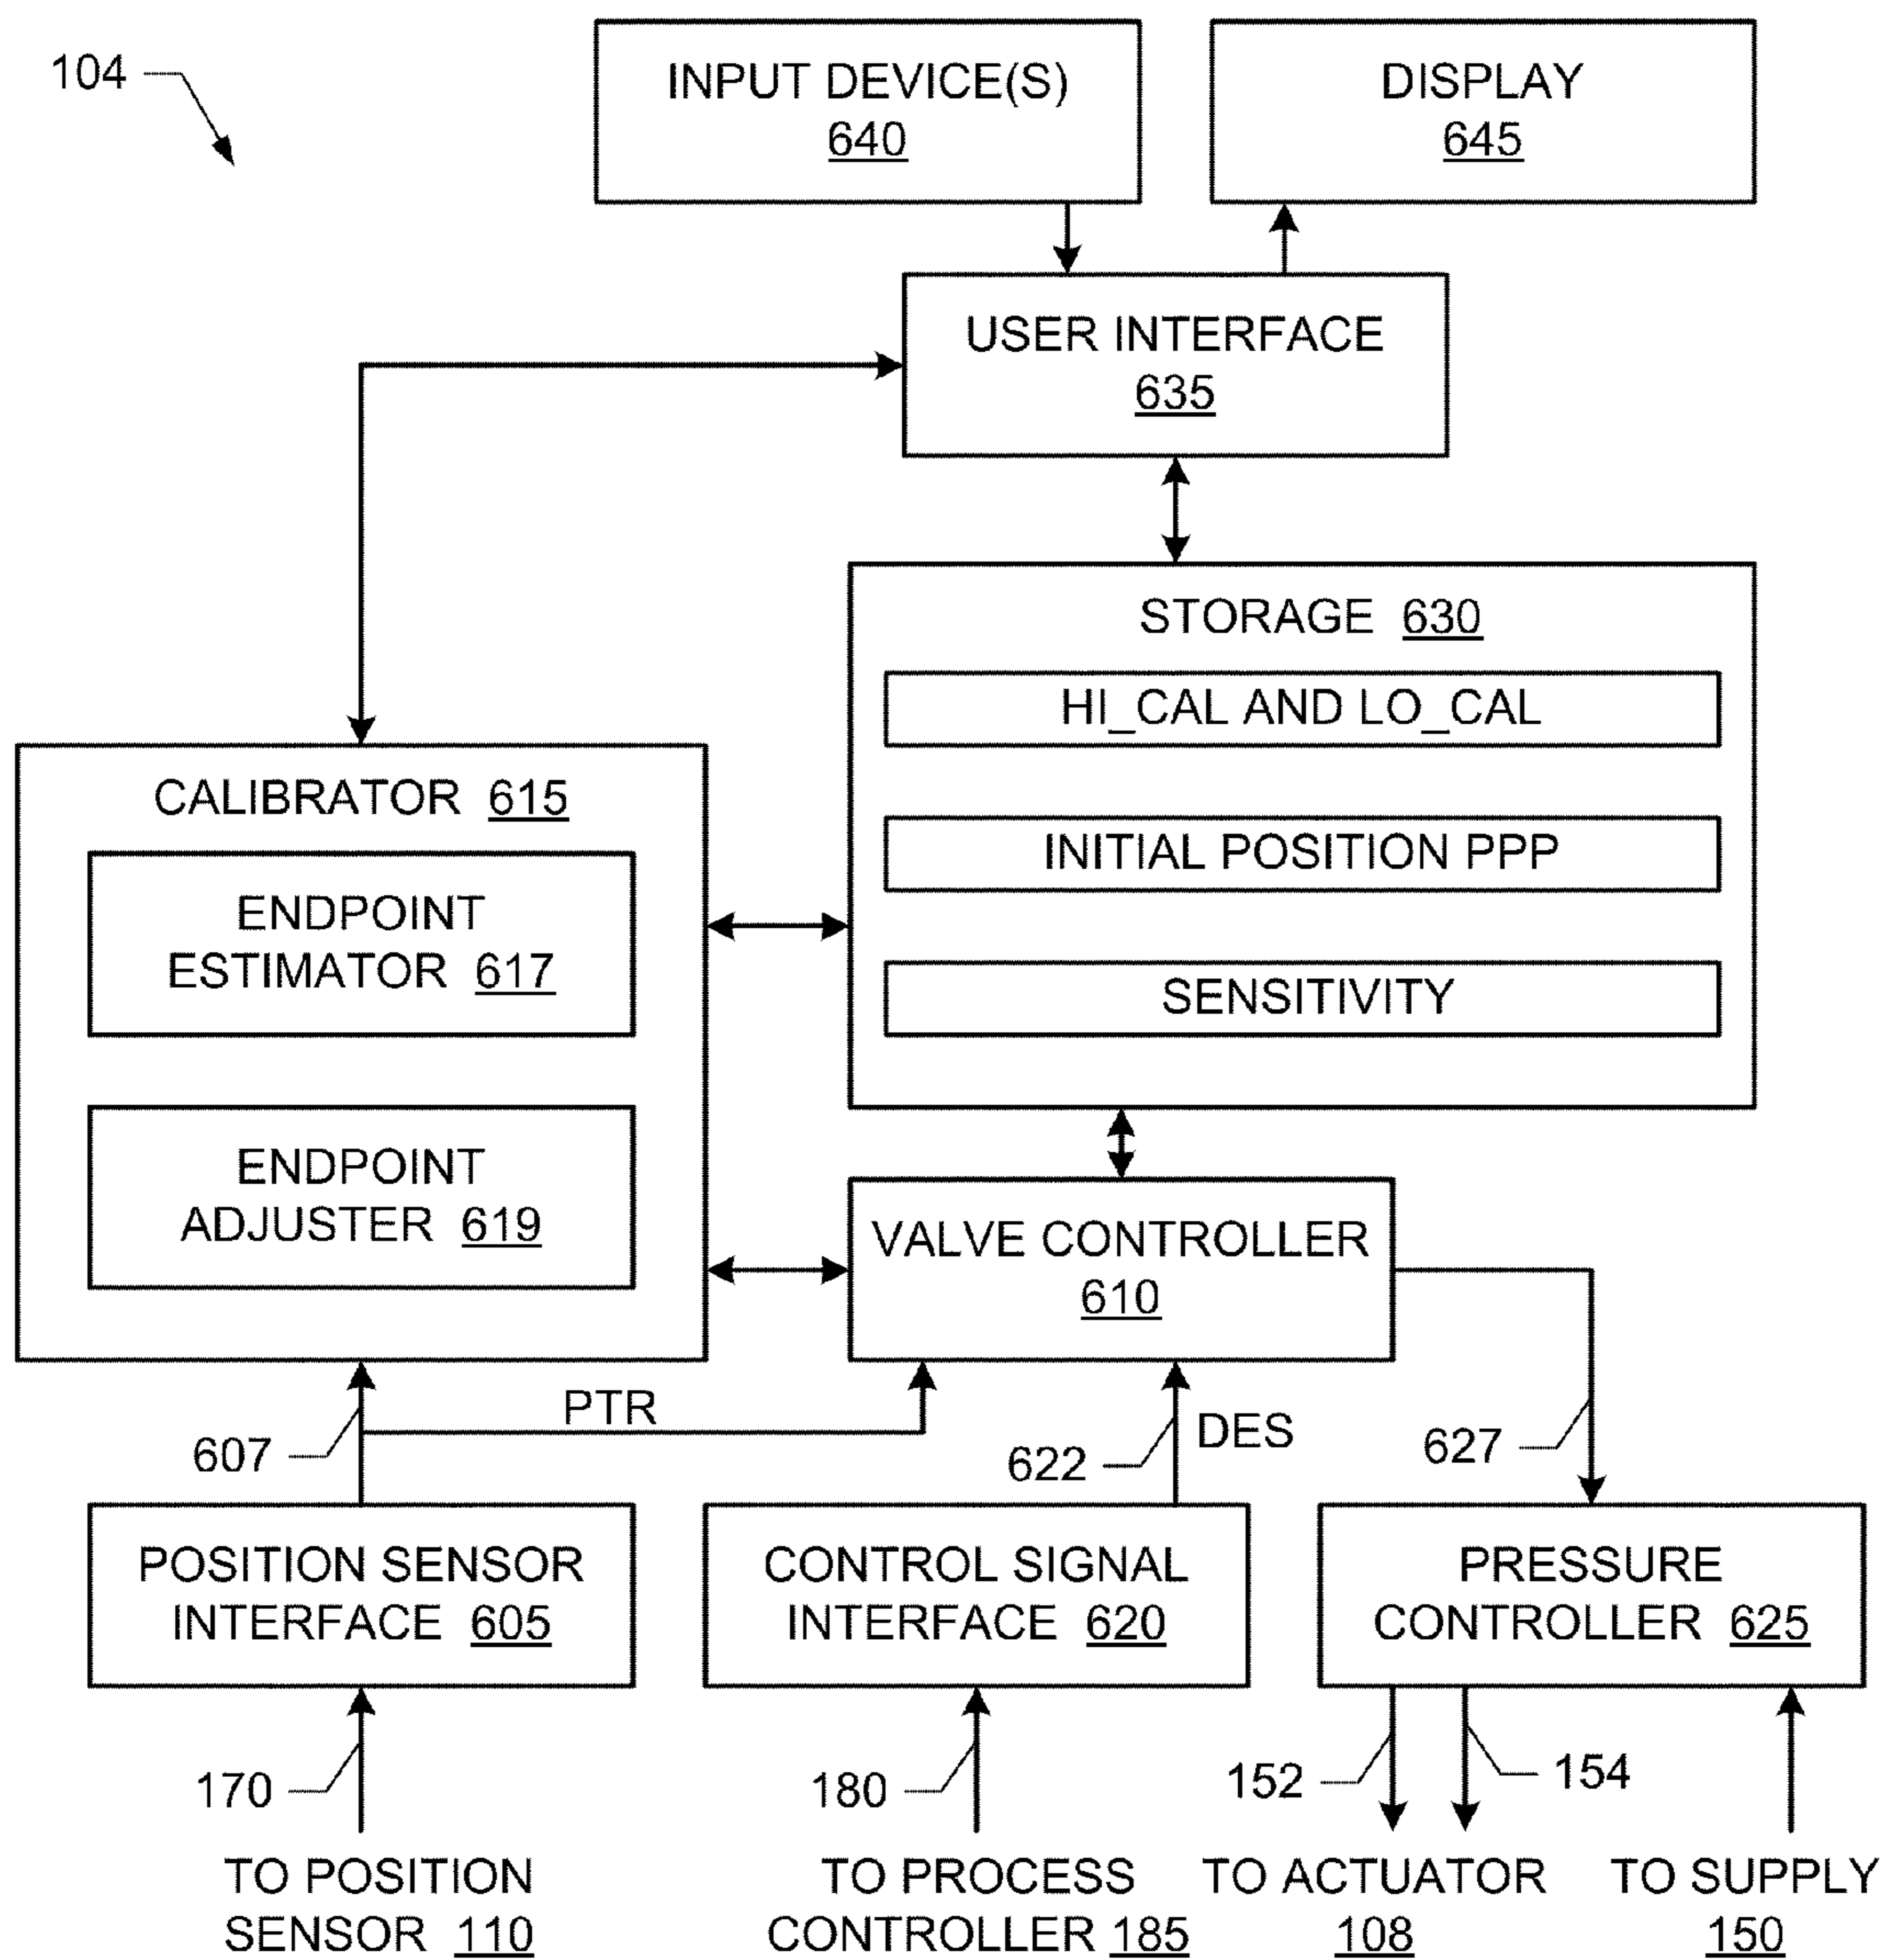 104
INPUT DEVICE(S)
640
DISPLAY
645
USER INTERFACE
635
STORAGE 630
HI_CAL AND LO_CAL
INITIAL POSITION PPP
SENSITIVITY
CALIBRATOR 615
ENDPOINT
ESTIMATOR 617
ENDPOINT
ADJUSTER 619
VALVE CONTROLLER
610
PTR
607
622
DES
627
POSITION SENSOR
INTERFACE 605
CONTROL SIGNAL
INTERFACE 620
PRESSURE
CONTROLLER 625
170
180
152
154
TO POSITION
SENSOR 110
TO PROCESS
CONTROLLER 185
TO ACTUATOR
108
TO SUPPLY
150